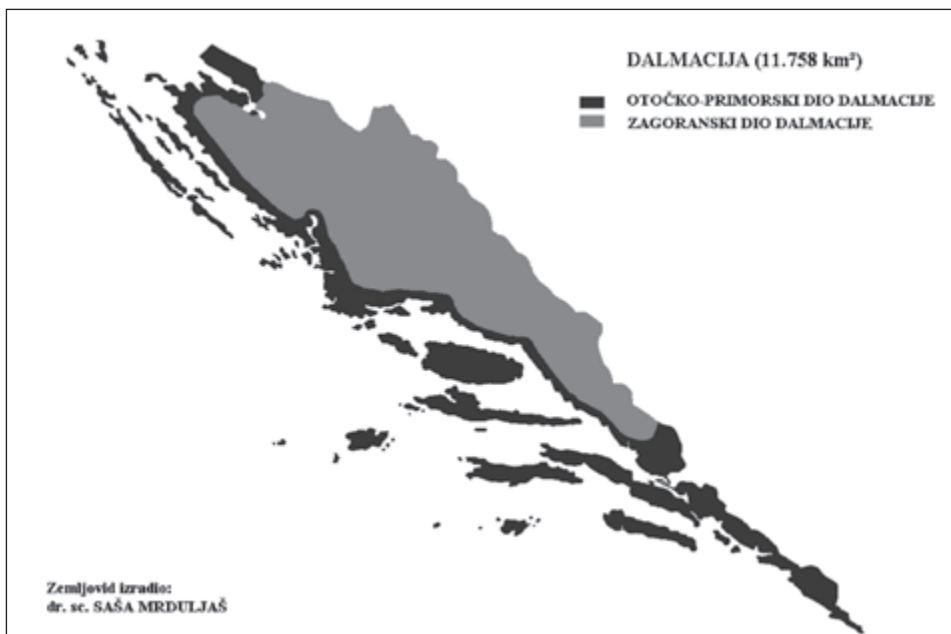 DALMACIJA (11.758 km²)
OTOČKO-PRIMORSKI DIO DALMACIJE
ZAGORANSKI DIO DALMACIJE
Zemljovid izradio:
dr. sc. SAŠA MRDULJAŠ